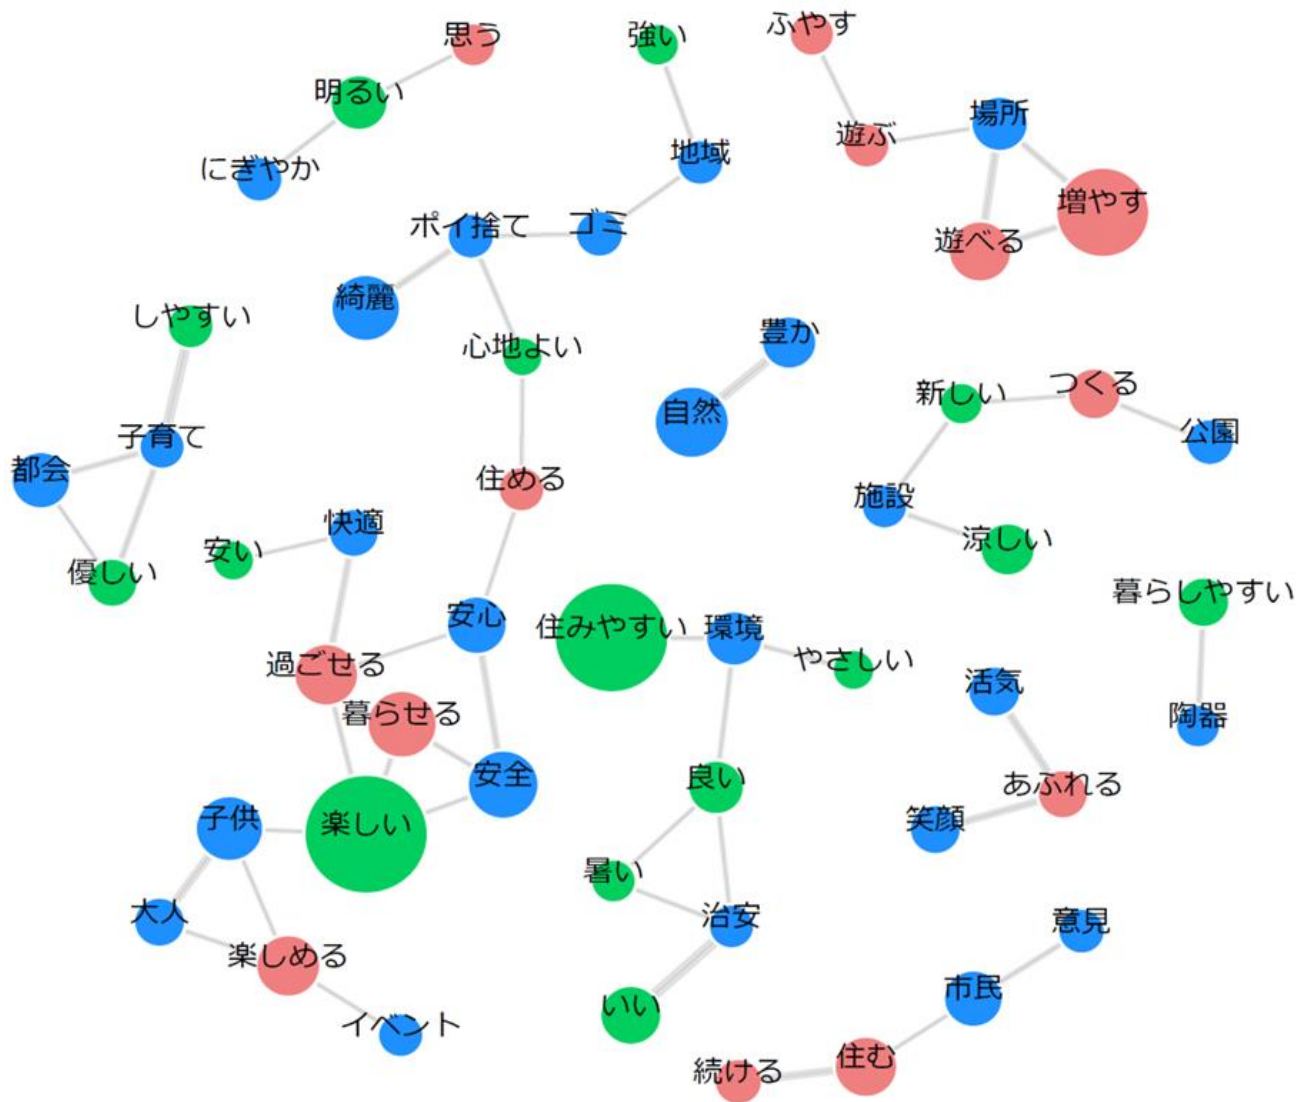 思う
強い
ふやす
明るい
場所
遊ぶ
地域
にぎやか
増やす
ポイ捨て
ゴミ
遊べる
綺麗
しやすい
豊か
心地よい
新しい
つくる
自然
子育て
公園
都会
住める
施設
快適
安い
涼しい
優しい
暮らしやすい
安心
住みやすい
環境
やさしい
過ごせる
活気
暮らせる
陶器
安全
良い
あふれる
子供
楽しい
笑顔
暑い
大人
治安
意見
楽しめる
市民
いい
イベント
住む
続ける